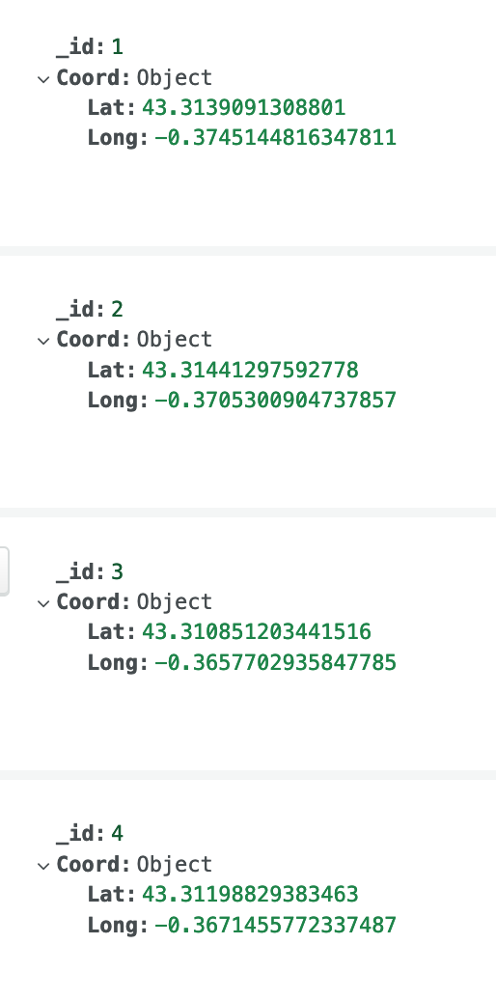 _id: 1
Coord: Object
Lat: 43.3139091308801
Long: -0.3745144816347811
_id: 2
Coord: Object
Lat: 43.31441297592778
Long: -0.3705300904737857
_id: 3
Coord: Object
Lat: 43.310851203441516
Long: -0.3657702935847785
_id: 4
Coord: Object
Lat: 43.31198829383463
Long: -0.3671455772337487